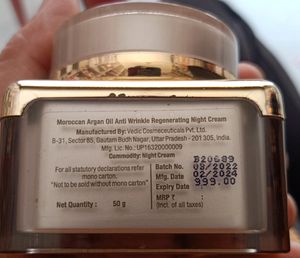 Moroccan Argan Oil Anti Wrinkle Regenerating Night Cream
Manufactured By: Vedic Cosmeceuticals Pvt. Ltd.
B-31, Sector 85, Gautam Budh Nagar, Uttar Pradesh - 201 305, India.
Mfg. Lic. No.: UP16320000009
Commodity: Night Cream
For all statutory declarations refer
mono carton.
"Not to be sold without mono carton"
Net Quantity : 50 g
Batch No. B20689
Mfg. Date 08/2022
Expiry Date 02/2024
MRP ₹ : 999.00
(Incl. of all taxes)